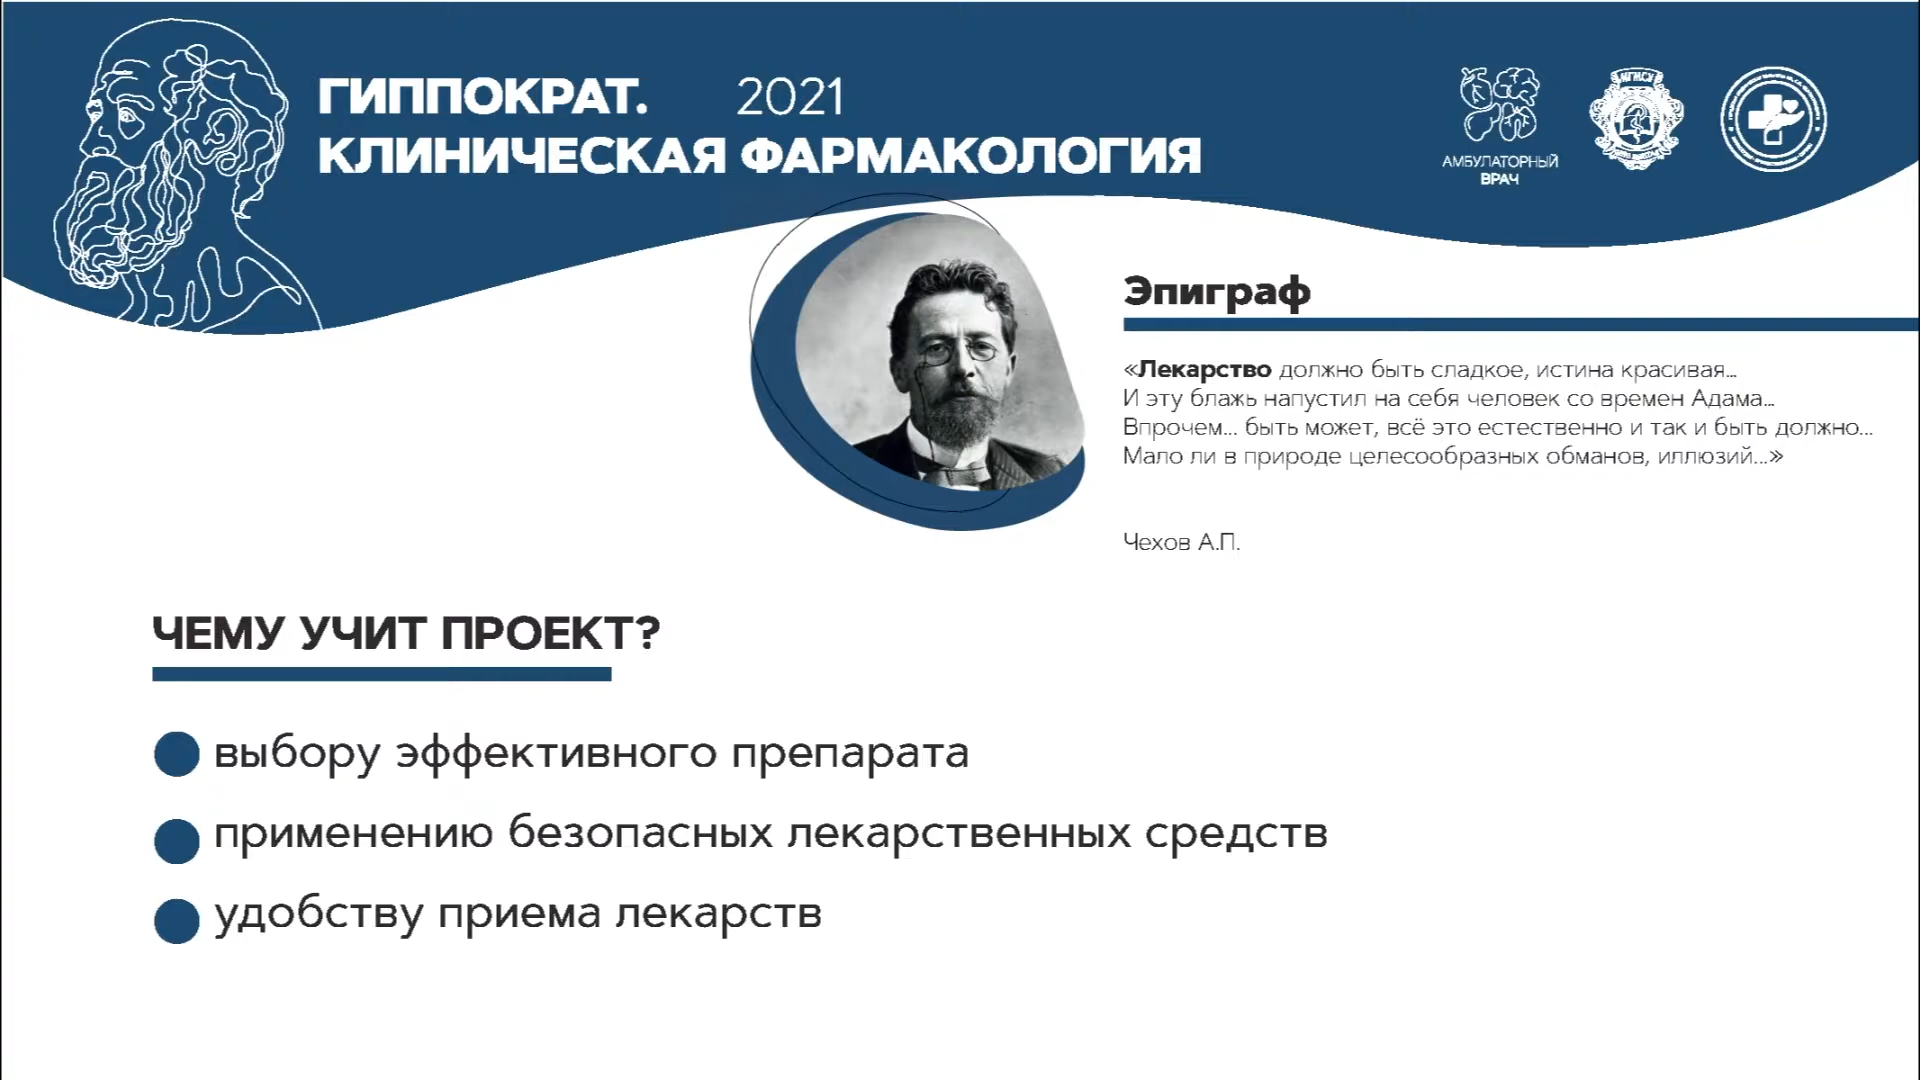 ГИППОКРАТ. 2021
КЛИНИЧЕСКАЯ ФАРМАКОЛОГИЯ
АМБУЛАТОРНЫЙ
ВРАЧ
МГМСУ
Эпиграф
«Лекарство должно быть сладкое, истина красивая...
И эту блажь напустил на себя человек со времен Адама...
Впрочем... быть может, всё это естественно и так и быть должно...
Мало ли в природе целесообразных обманов, иллюзий...»
Чехов А.П.
ЧЕМУ УЧИТ ПРОЕКТ?
выбору эффективного препарата
применению безопасных лекарственных средств
удобству приема лекарств